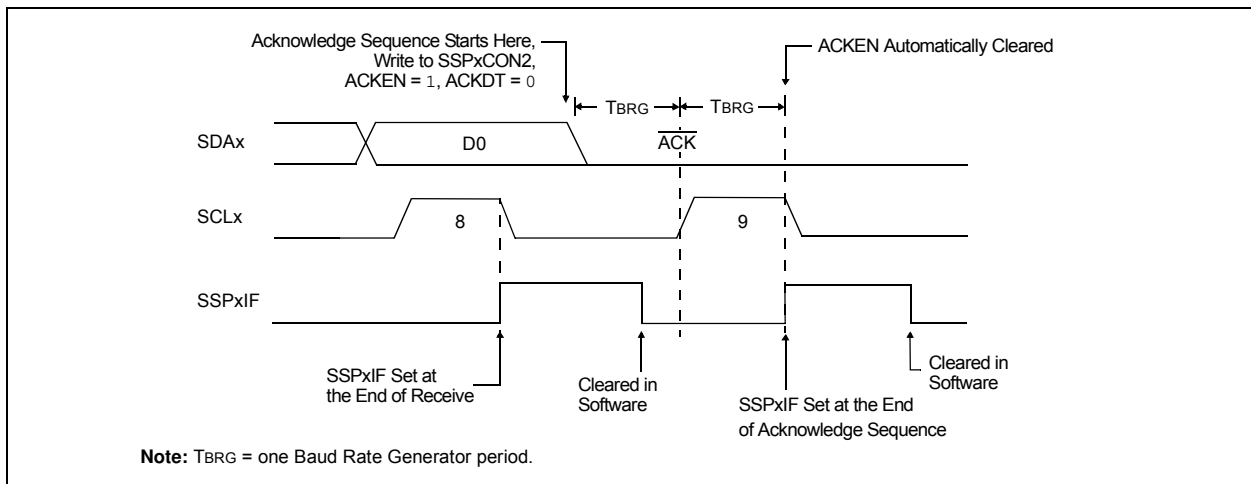 Acknowledge Sequence Starts Here,
Write to SSPxCON2,
ACKEN = 1, ACKDT = 0
ACKEN Automatically Cleared
TBRG
TBRG
SDAx
D0
ACK
SCLx
8
9
SSPxIF
SSPxIF Set at
the End of Receive
Cleared in
Software
SSPxIF Set at the End
of Acknowledge Sequence
Cleared in
Software
Note: TBRG = one Baud Rate Generator period.